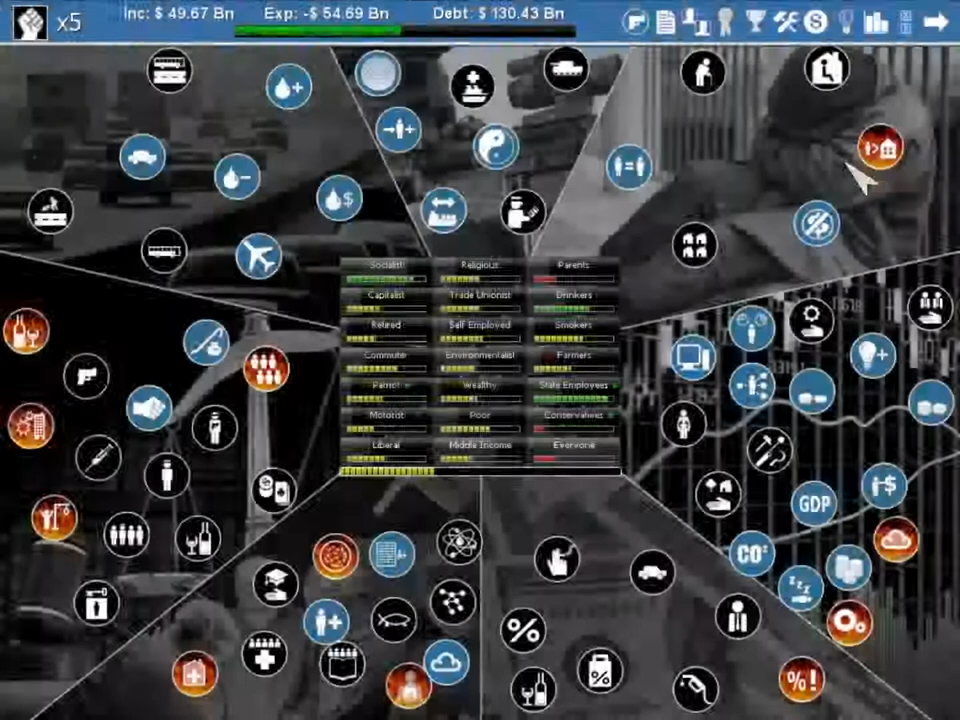 x5 Inc: $ 49.67 Bn Exp: -$ 54.69 Bn Debt: $ 130.43 Bn
Socialist Religious Parents
Capitalist Trade Unionist Drinkers
Retired Self Employed Smokers
Commuter Environmentalist Farmers
Patriot Wealthy State Employees
Motorist Poor Conservatives
Liberal Middle Income Everyone
GDP
CO²
zzz
%
%
%!